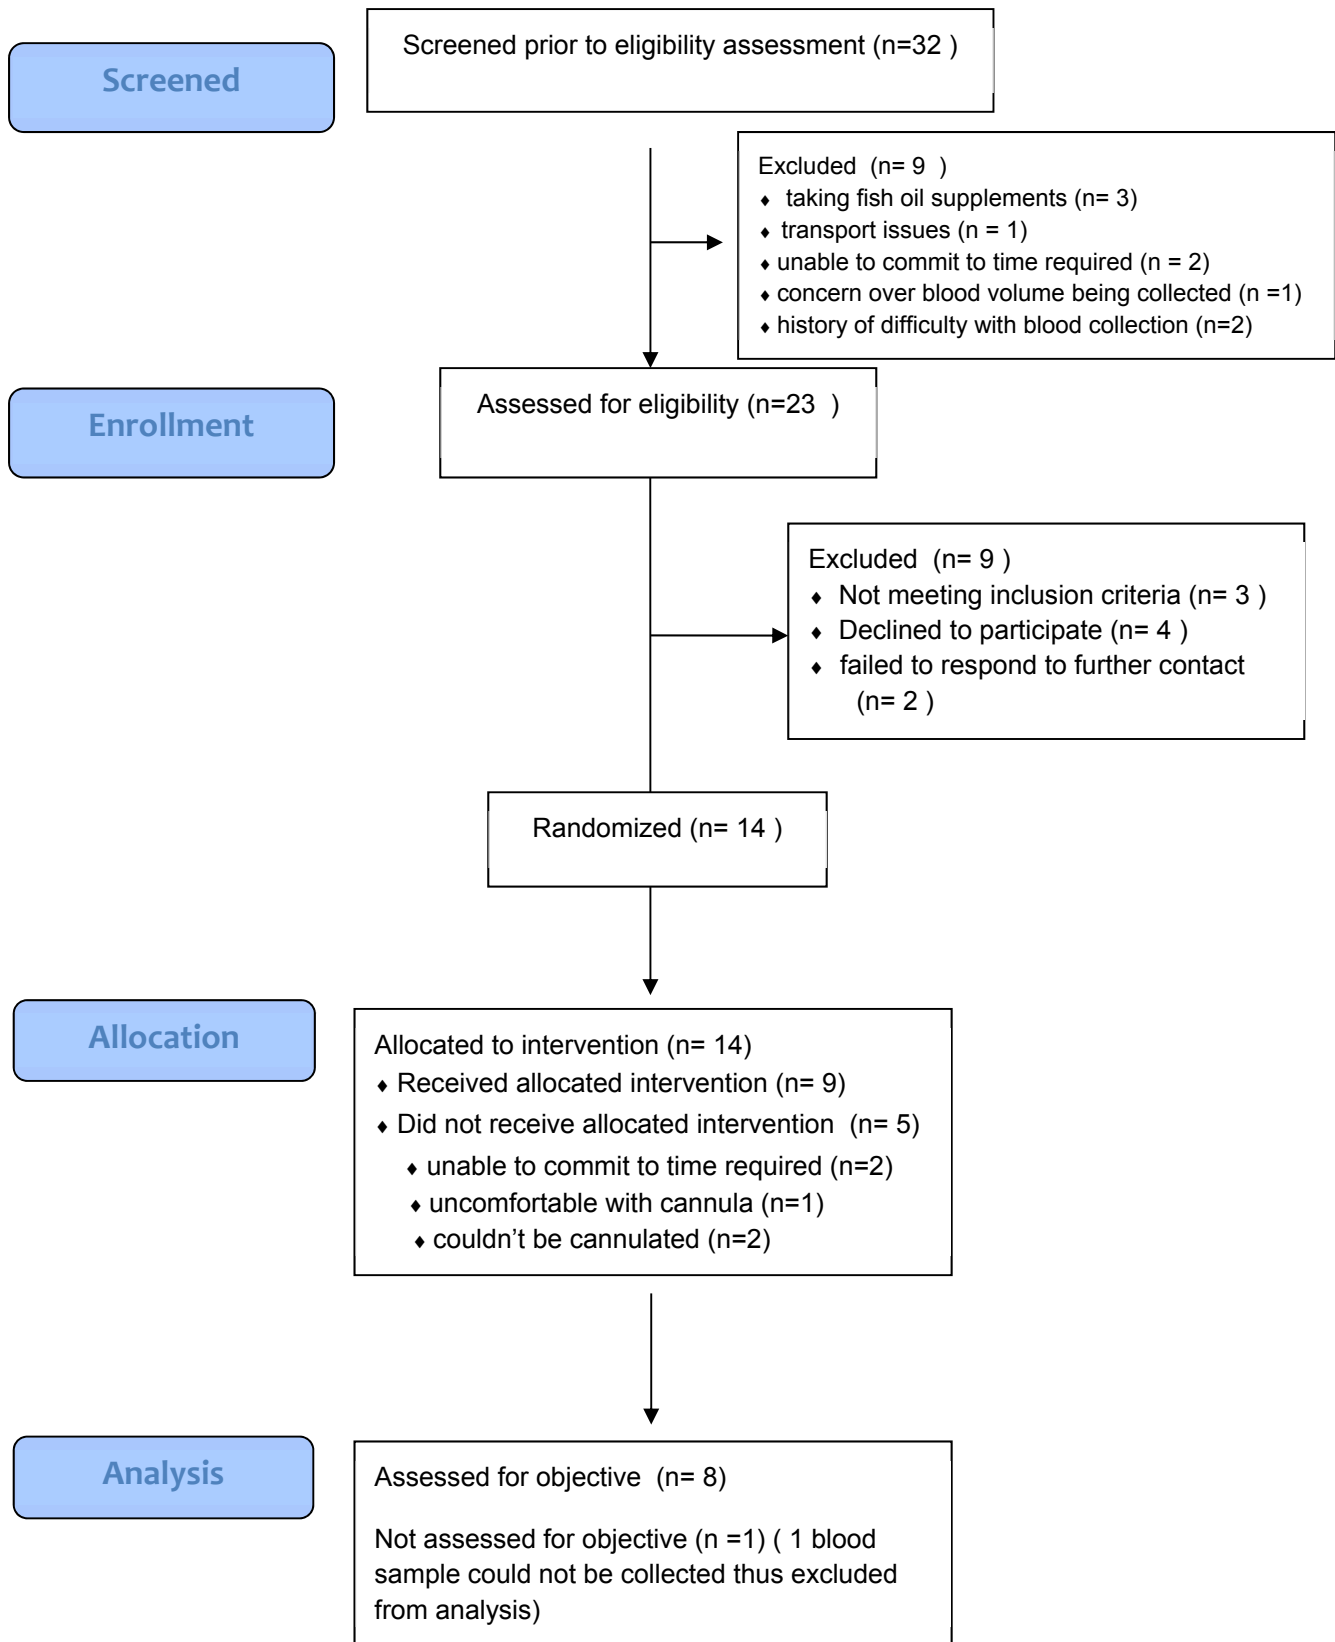 Screened
Screened prior to eligibility assessment (n=32 )
Excluded (n= 9 )
♦ taking fish oil supplements (n= 3)
♦ transport issues (n = 1)
♦ unable to commit to time required (n = 2)
♦ concern over blood volume being collected (n =1)
♦ history of difficulty with blood collection (n=2)
Enrollment
Assessed for eligibility (n=23 )
Excluded (n= 9 )
♦ Not meeting inclusion criteria (n= 3 )
♦ Declined to participate (n= 4 )
♦ failed to respond to further contact
(n= 2 )
Randomized (n= 14 )
Allocation
Allocated to intervention (n= 14)
♦ Received allocated intervention (n= 9)
♦ Did not receive allocated intervention (n= 5)
♦ unable to commit to time required (n=2)
♦ uncomfortable with cannula (n=1)
♦ couldn’t be cannulated (n=2)
Analysis
Assessed for objective (n= 8)
Not assessed for objective (n =1) ( 1 blood
sample could not be collected thus excluded
from analysis)